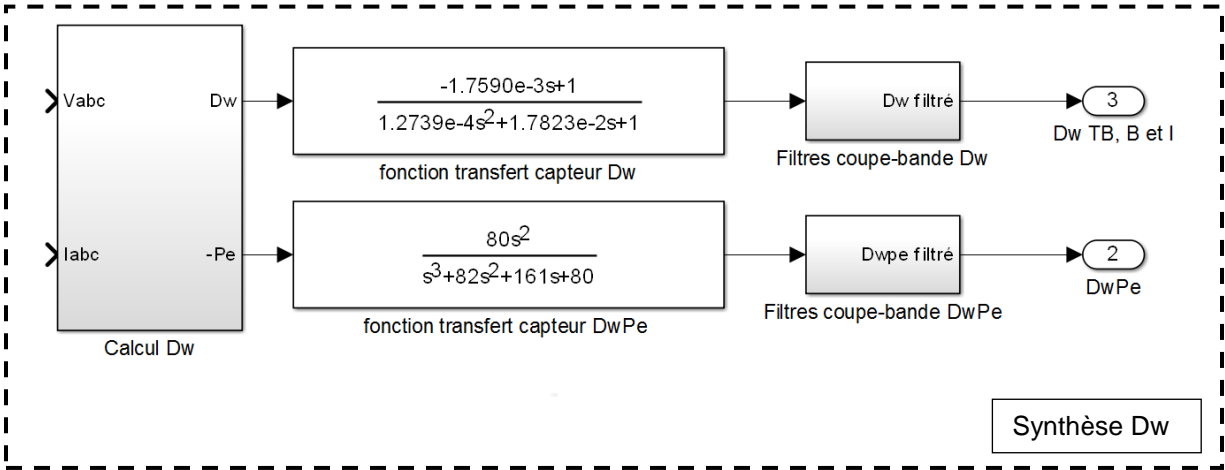 Vabc
Dw
-1.7590e-3s+1
1.2739e-4s²+1.7823e-2s+1
fonction transfert capteur Dw
Dw filtré
Filtres coupe-bande Dw
3
Dw TB, B et I
Iabc
-Pe
Calcul Dw
80s²
s³+82s²+161s+80
fonction transfert capteur DwPe
Dwpe filtré
Filtres coupe-bande DwPe
2
DwPe
Synthèse Dw